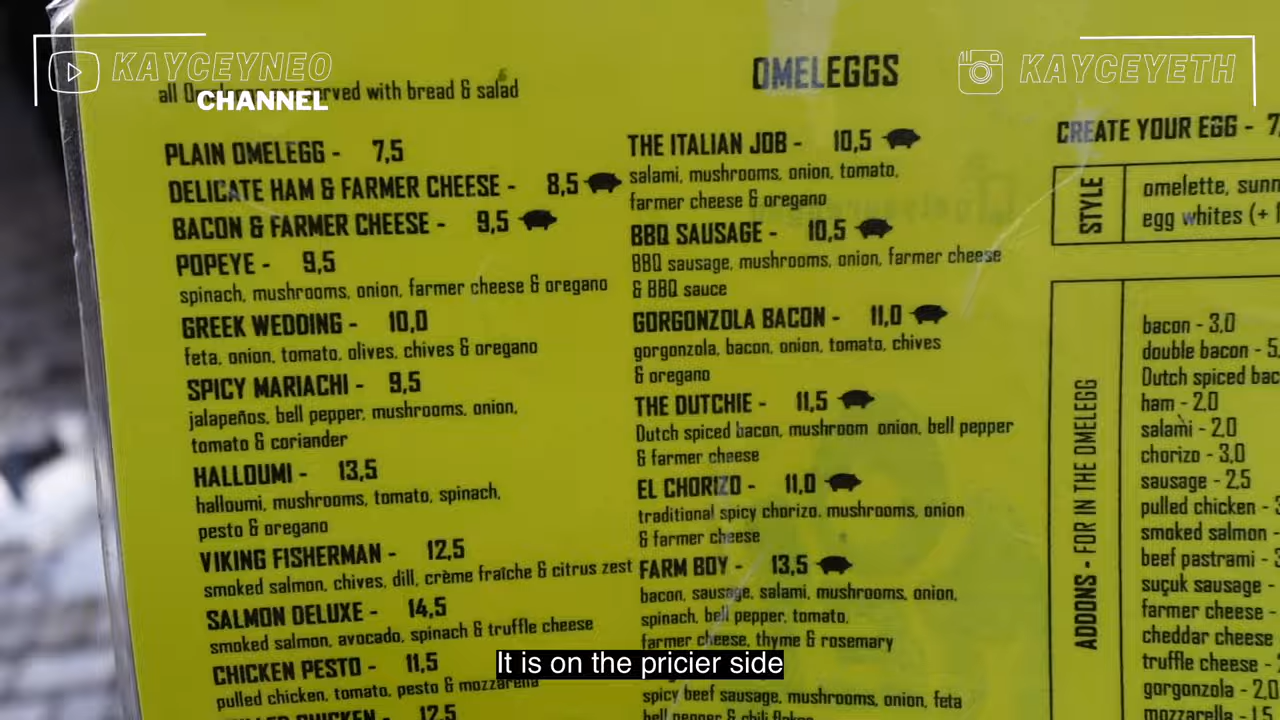 KAYCEYNEO
CHANNEL
KAYCEYETH
all served with bread & salad
PLAIN OMELEGG - 7,5
DELICATE HAM & FARMER CHEESE - 8,5
BACON & FARMER CHEESE - 9,5
POPEYE - 9,5
spinach, mushrooms, onion, farmer cheese & oregano
GREEK WEDDING - 10,0
feta, onion, tomato, olives, chives & oregano
SPICY MARIACHI - 9,5
jalapeños, bell pepper, mushrooms, onion,
tomato & coriander
HALLOUMI - 13,5
halloumi, mushrooms, tomato, spinach,
pesto & oregano
VIKING FISHERMAN - 12,5
smoked salmon, chives, dill, crème fraîche & citrus zest
SALMON DELUXE - 14,5
smoked salmon, avocado, spinach & truffle cheese
CHICKEN PESTO - 11,5
pulled chicken, tomato, pesto & mozzarella
CHICKEN - 12,5
OMELEGGS
THE ITALIAN JOB - 10,5
salami, mushrooms, onion, tomato,
farmer cheese & oregano
BBQ SAUSAGE - 10,5
BBQ sausage, mushrooms, onion, farmer cheese
& BBQ sauce
GORGONZOLA BACON - 11,0
gorgonzola, bacon, onion, tomato, chives
& oregano
THE DUTCHIE - 11,5
Dutch spiced bacon, mushroom onion, bell pepper
& farmer cheese
EL CHORIZO - 11,0
traditional spicy chorizo, mushrooms, onion
& farmer cheese
FARM BOY - 13,5
bacon, sausage, salami, mushrooms, onion,
spinach, bell pepper, tomato,
farmer cheese, thyme & rosemary
spicy beef sausage, mushrooms, onion, feta
bell pepper & chili flakes
CREATE YOUR EGG - 7,
STYLE
omelette, sunn
egg whites (+
ADDONS - FOR IN THE OMELEGG
bacon - 3,0
double bacon - 5,
Dutch spiced bac
ham - 2,0
salami - 2,0
chorizo - 3,0
sausage - 2,5
pulled chicken -
smoked salmon -
beef pastrami -
suçuk sausage -
farmer cheese -
cheddar cheese
truffle cheese -
gorgonzola - 2,0
mozzarella - 1,5
It is on the pricier side